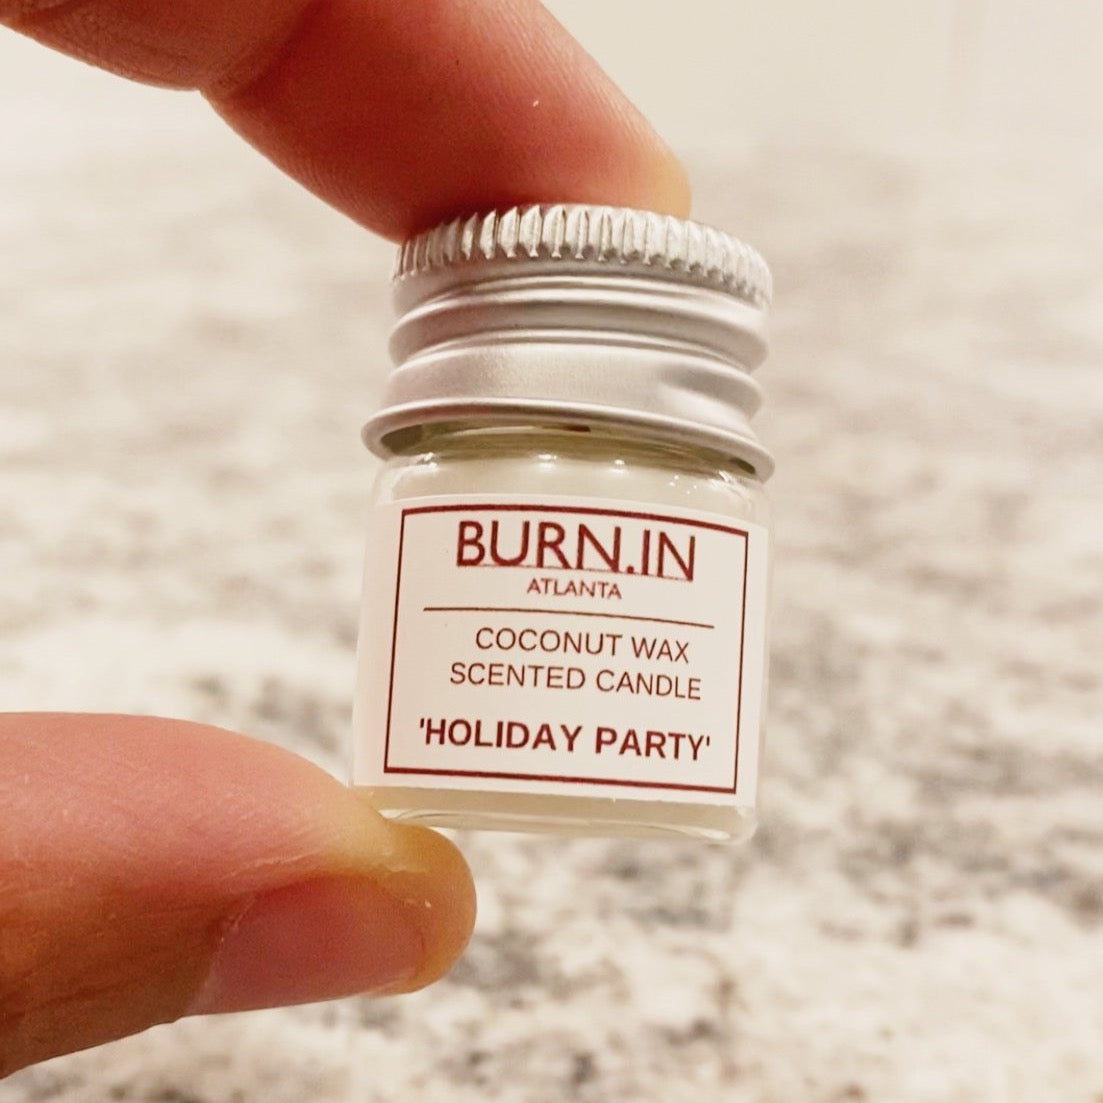 BURN.IN
ATLANTA
COCONUT WAX
SCENTED CANDLE
'HOLIDAY PARTY'